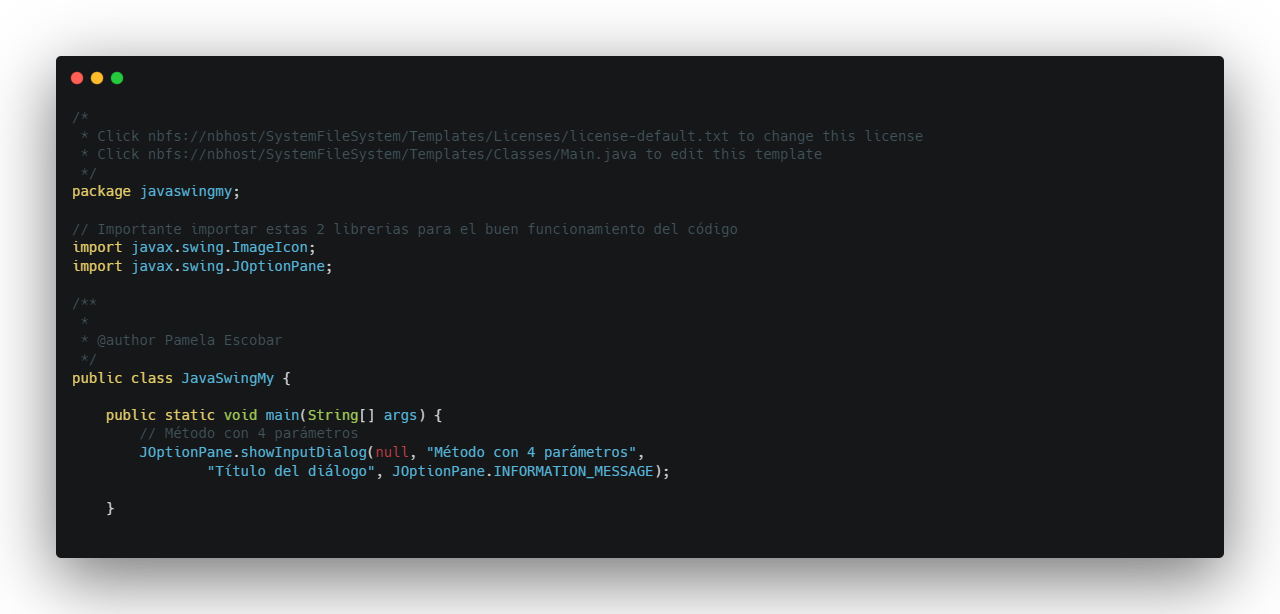 /*
 * Click nbfs://nbhost/SystemFileSystem/Templates/Licenses/license-default.txt to change this license
 * Click nbfs://nbhost/SystemFileSystem/Templates/Classes/Main.java to edit this template
 */
package javaswingmy;

// Importante importar estas 2 librerias para el buen funcionamiento del código
import javax.swing.ImageIcon;
import javax.swing.JOptionPane;

/**
 *
 * @author Pamela Escobar
 */
public class JavaSwingMy {

    public static void main(String[] args) {
        // Método con 4 parámetros
        JOptionPane.showInputDialog(null, "Método con 4 parámetros",
                "Título del diálogo", JOptionPane.INFORMATION_MESSAGE);

    }